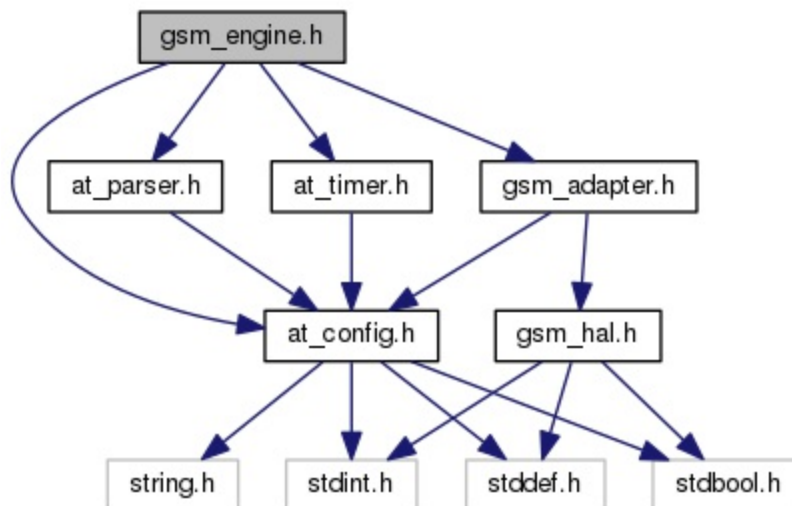 gsm_engine.h
at_parser.h
at_timer.h
gsm_adapter.h
at_config.h
gsm_hal.h
string.h
stdint.h
stddef.h
stdbool.h